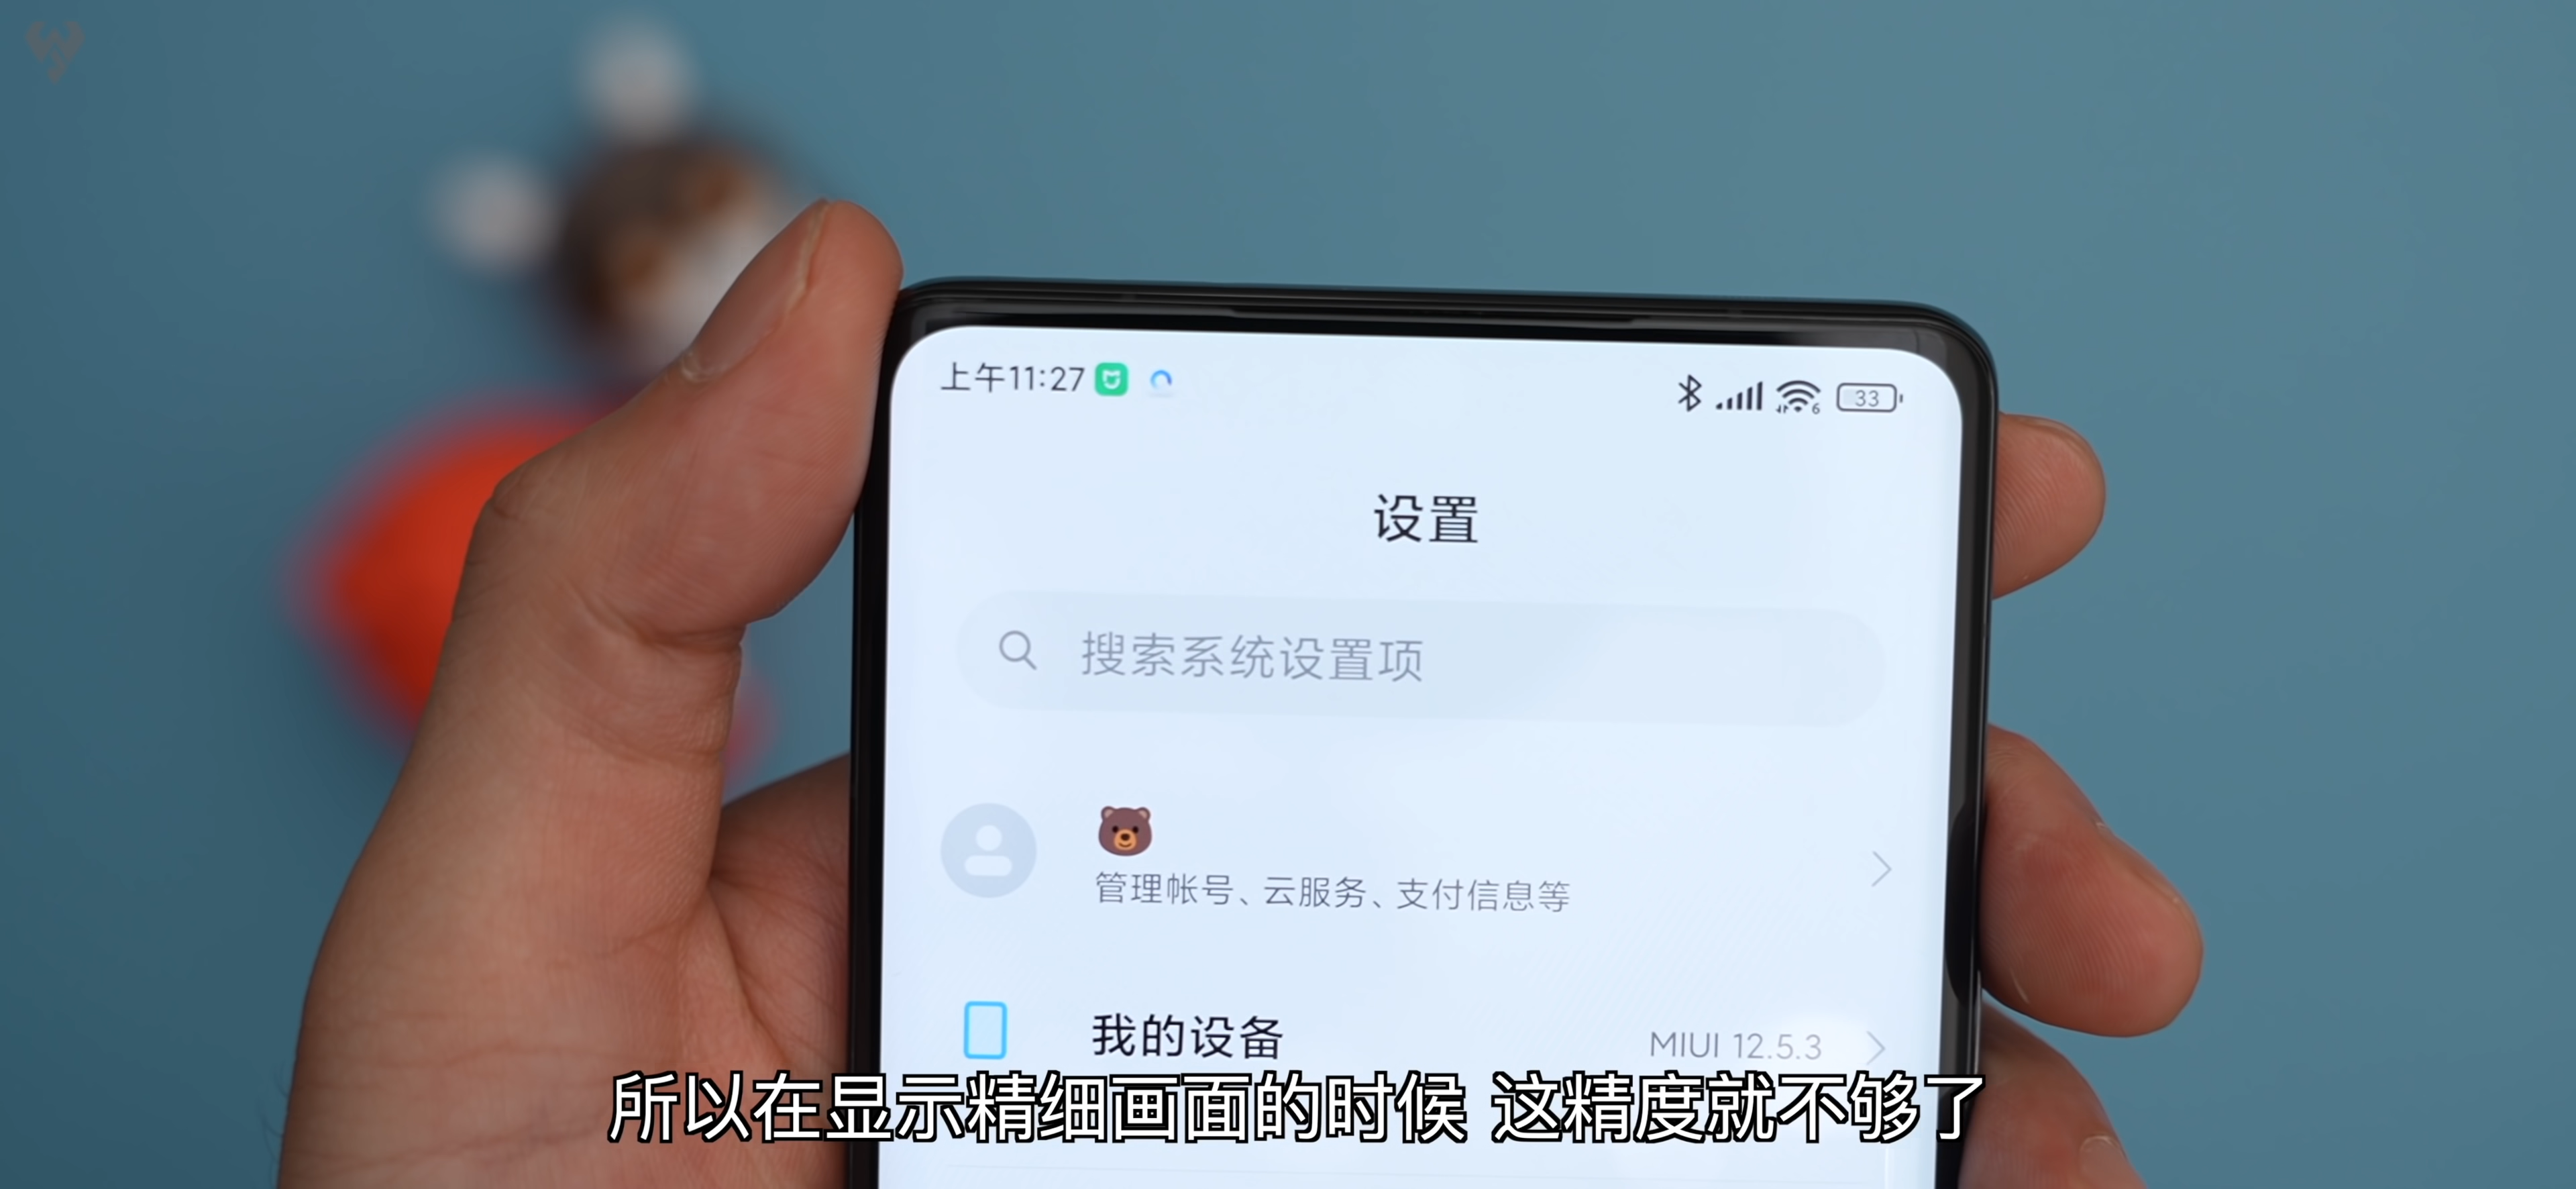 上午11:27
6
33
设置
搜索系统设置项
管理帐号、云服务、支付信息等
我的设备
MIUI 12.5.3
所以在显示精细画面的时候 这精度就不够了